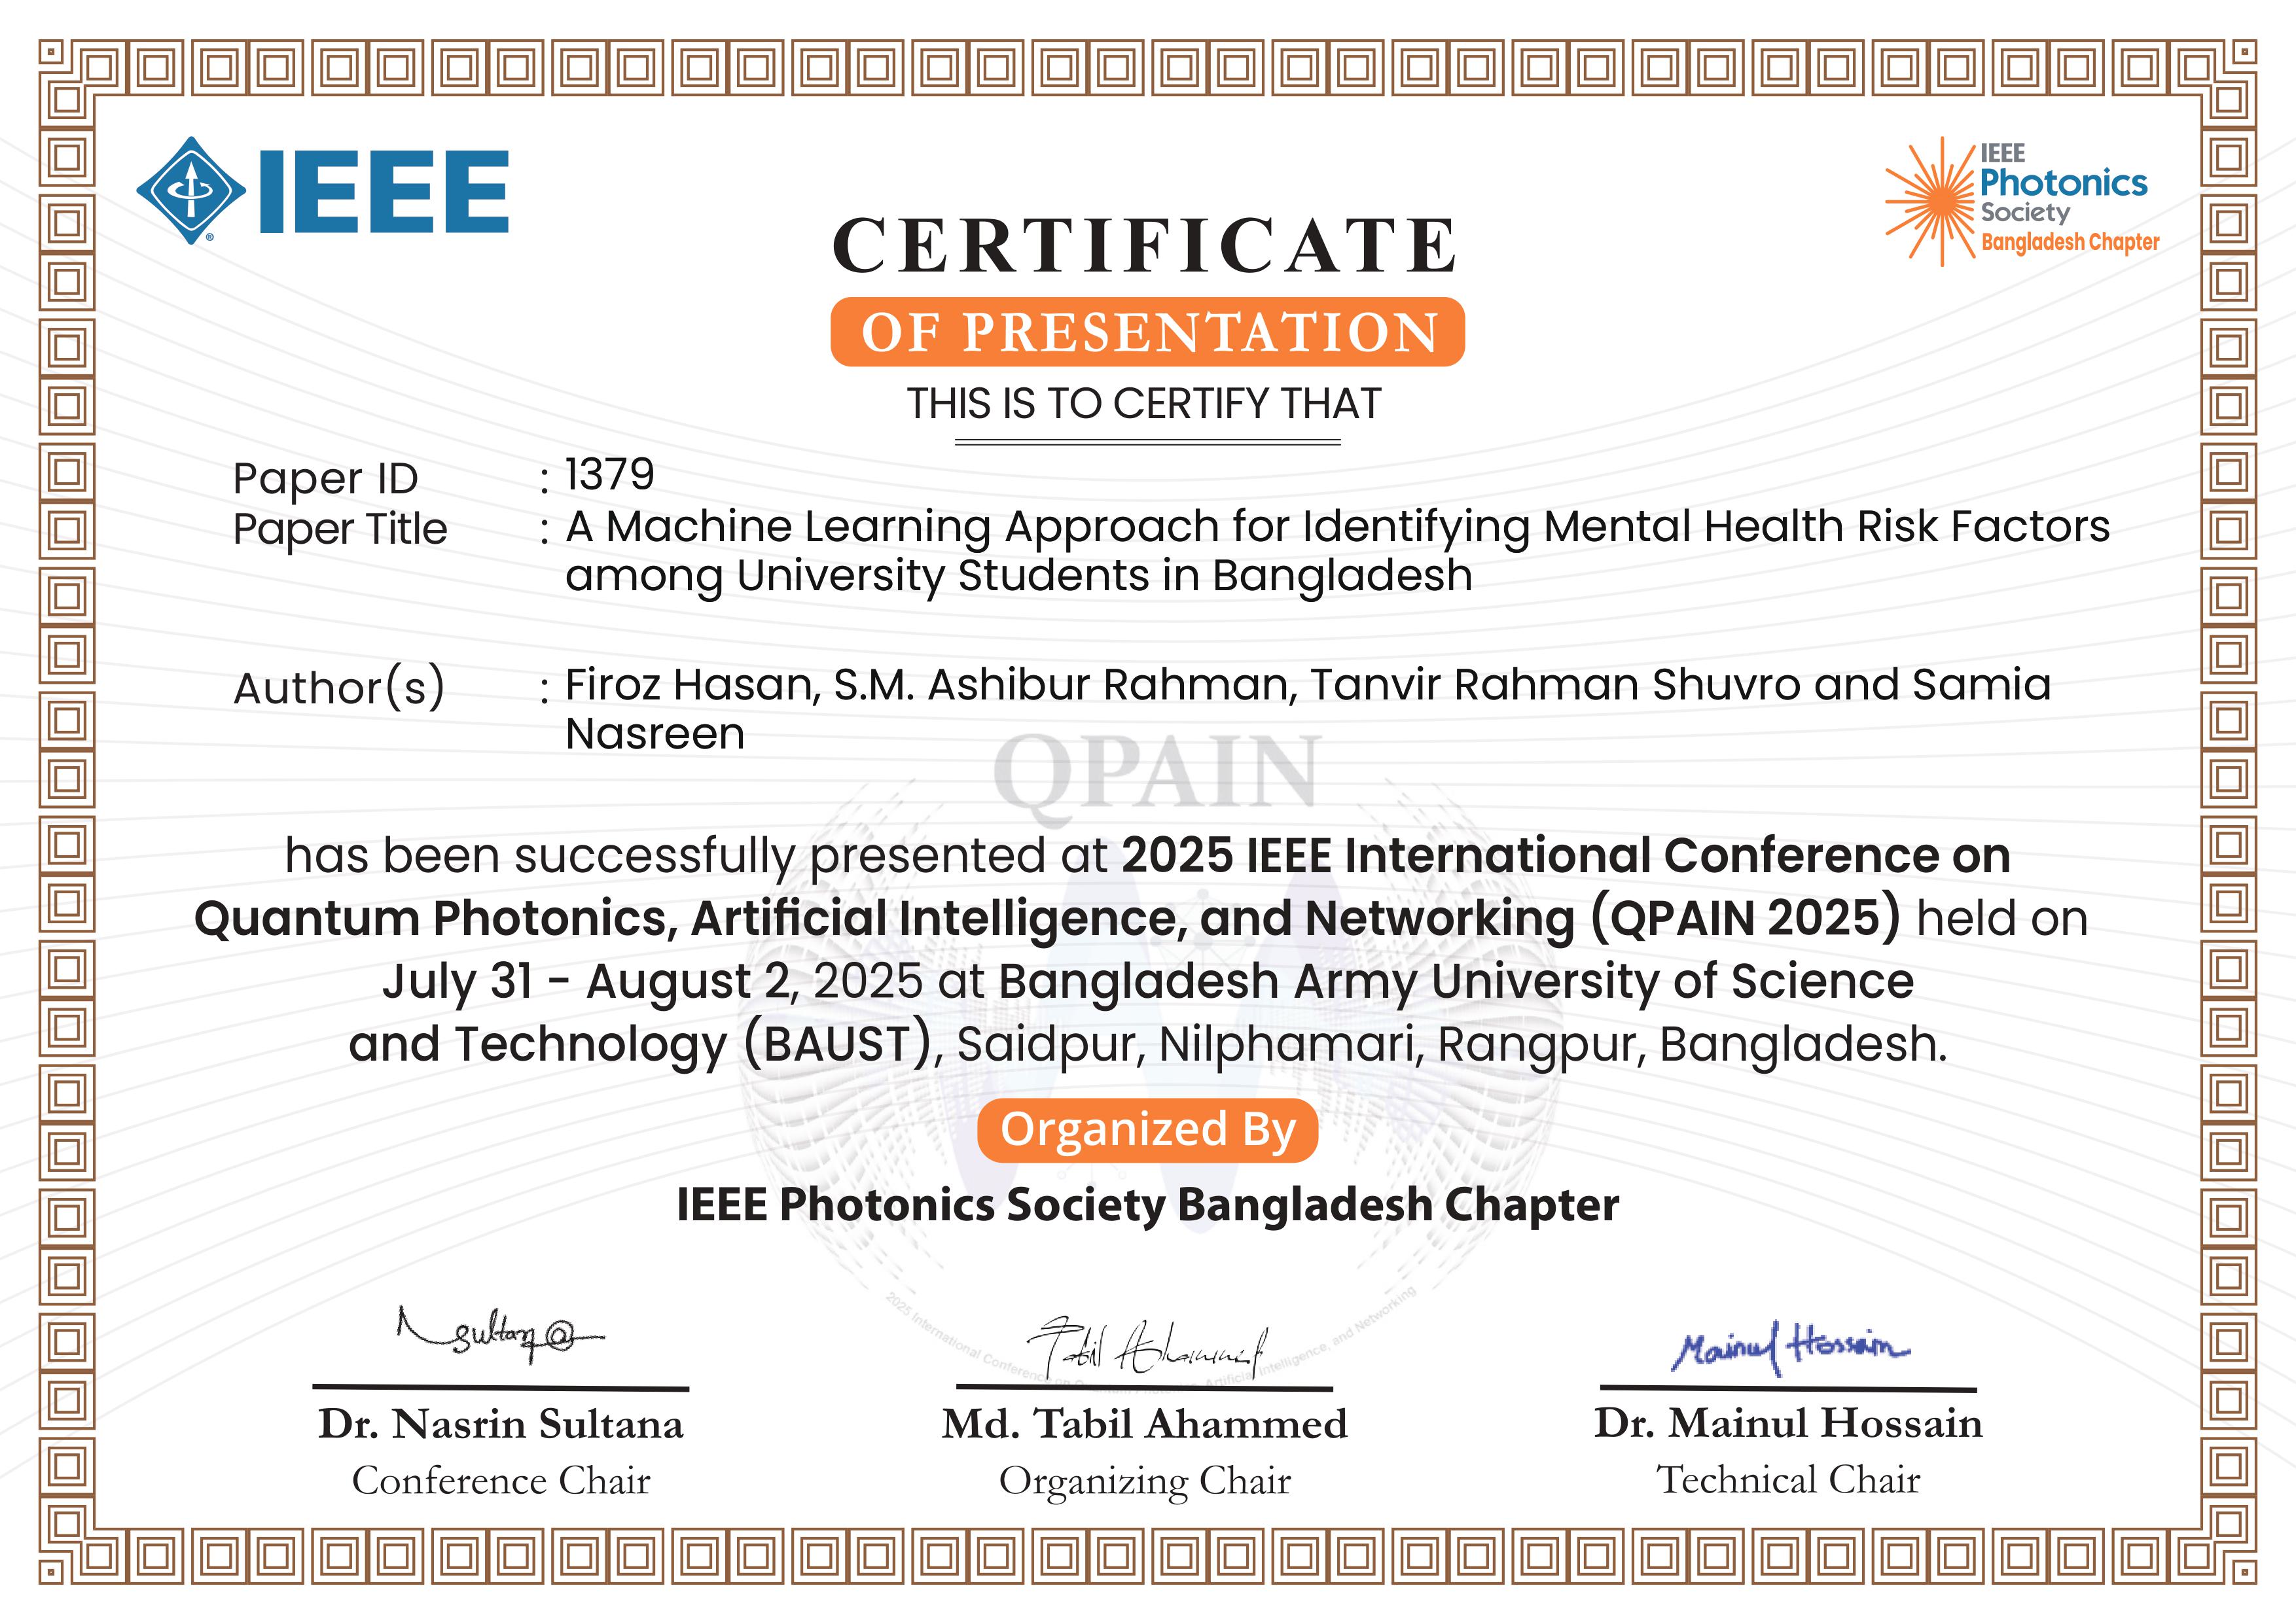 IEEE
IEEE
Photonics
Society
Bangladesh Chapter
CERTIFICATE
OF PRESENTATION
THIS IS TO CERTIFY THAT
Paper ID : 1379
Paper Title : A Machine Learning Approach for Identifying Mental Health Risk Factors
among University Students in Bangladesh
Author(s) : Firoz Hasan, S.M. Ashibur Rahman, Tanvir Rahman Shuvro and Samia
Nasreen
QPAIN
has been successfully presented at 2025 IEEE International Conference on
Quantum Photonics, Artificial Intelligence, and Networking (QPAIN 2025) held on
July 31 - August 2, 2025 at Bangladesh Army University of Science
and Technology (BAUST), Saidpur, Nilphamari, Rangpur, Bangladesh.
Organized By
IEEE Photonics Society Bangladesh Chapter
2025 International Conference on Quantum Photonics, Artificial Intelligence, and Networking
Nsultana Tabil Ahammed Mainul Hossain
Dr. Nasrin Sultana Md. Tabil Ahammed Dr. Mainul Hossain
Conference Chair Organizing Chair Technical Chair